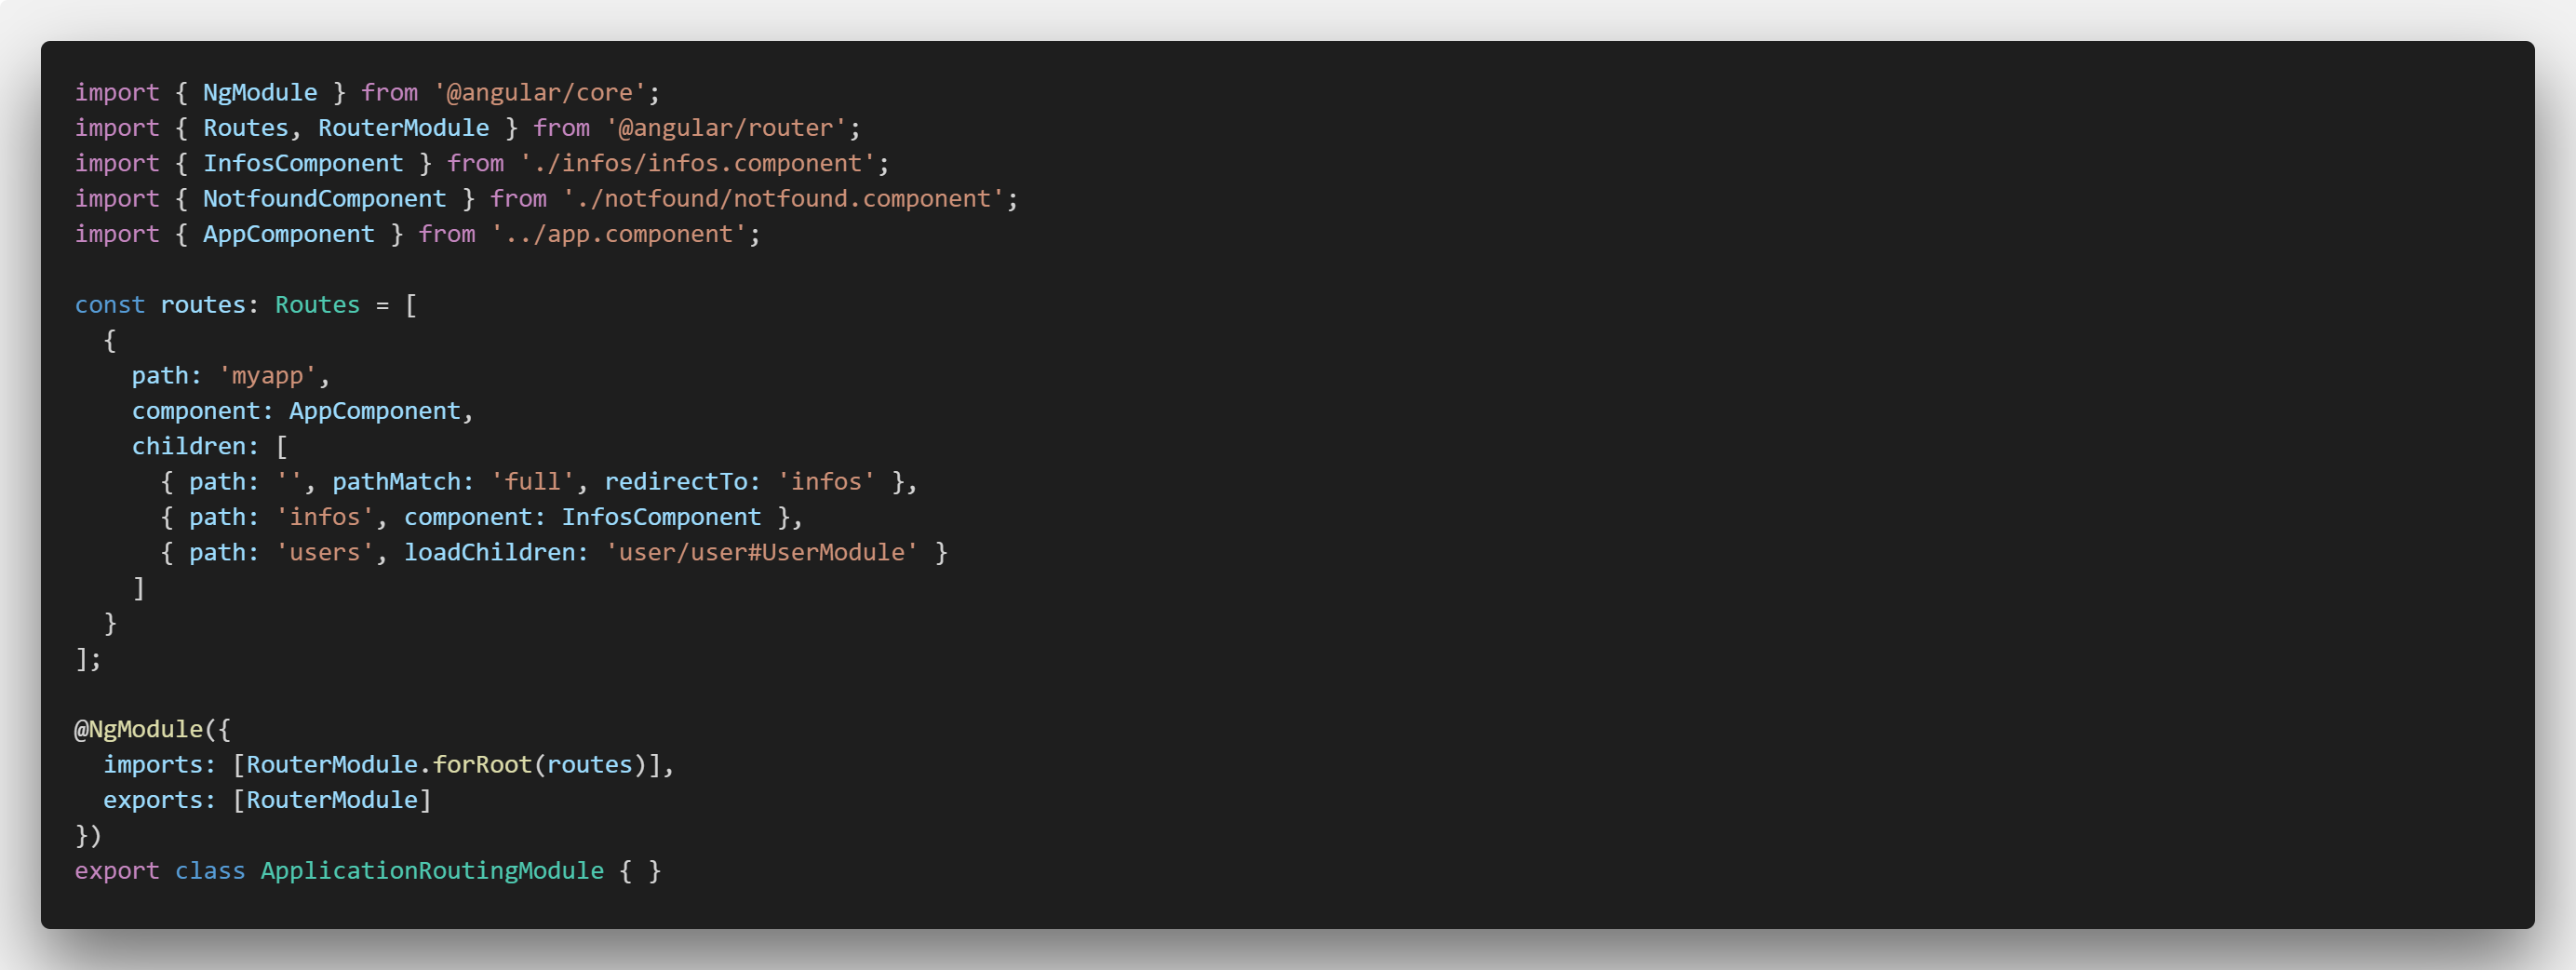 import { NgModule } from '@angular/core';
import { Routes, RouterModule } from '@angular/router';
import { InfosComponent } from './infos/infos.component';
import { NotfoundComponent } from './notfound/notfound.component';
import { AppComponent } from '../app.component';

const routes: Routes = [
  {
    path: 'myapp',
    component: AppComponent,
    children: [
      { path: '', pathMatch: 'full', redirectTo: 'infos' },
      { path: 'infos', component: InfosComponent },
      { path: 'users', loadChildren: 'user/user#UserModule' }
    ]
  }
];

@NgModule({
  imports: [RouterModule.forRoot(routes)],
  exports: [RouterModule]
})
export class ApplicationRoutingModule { }